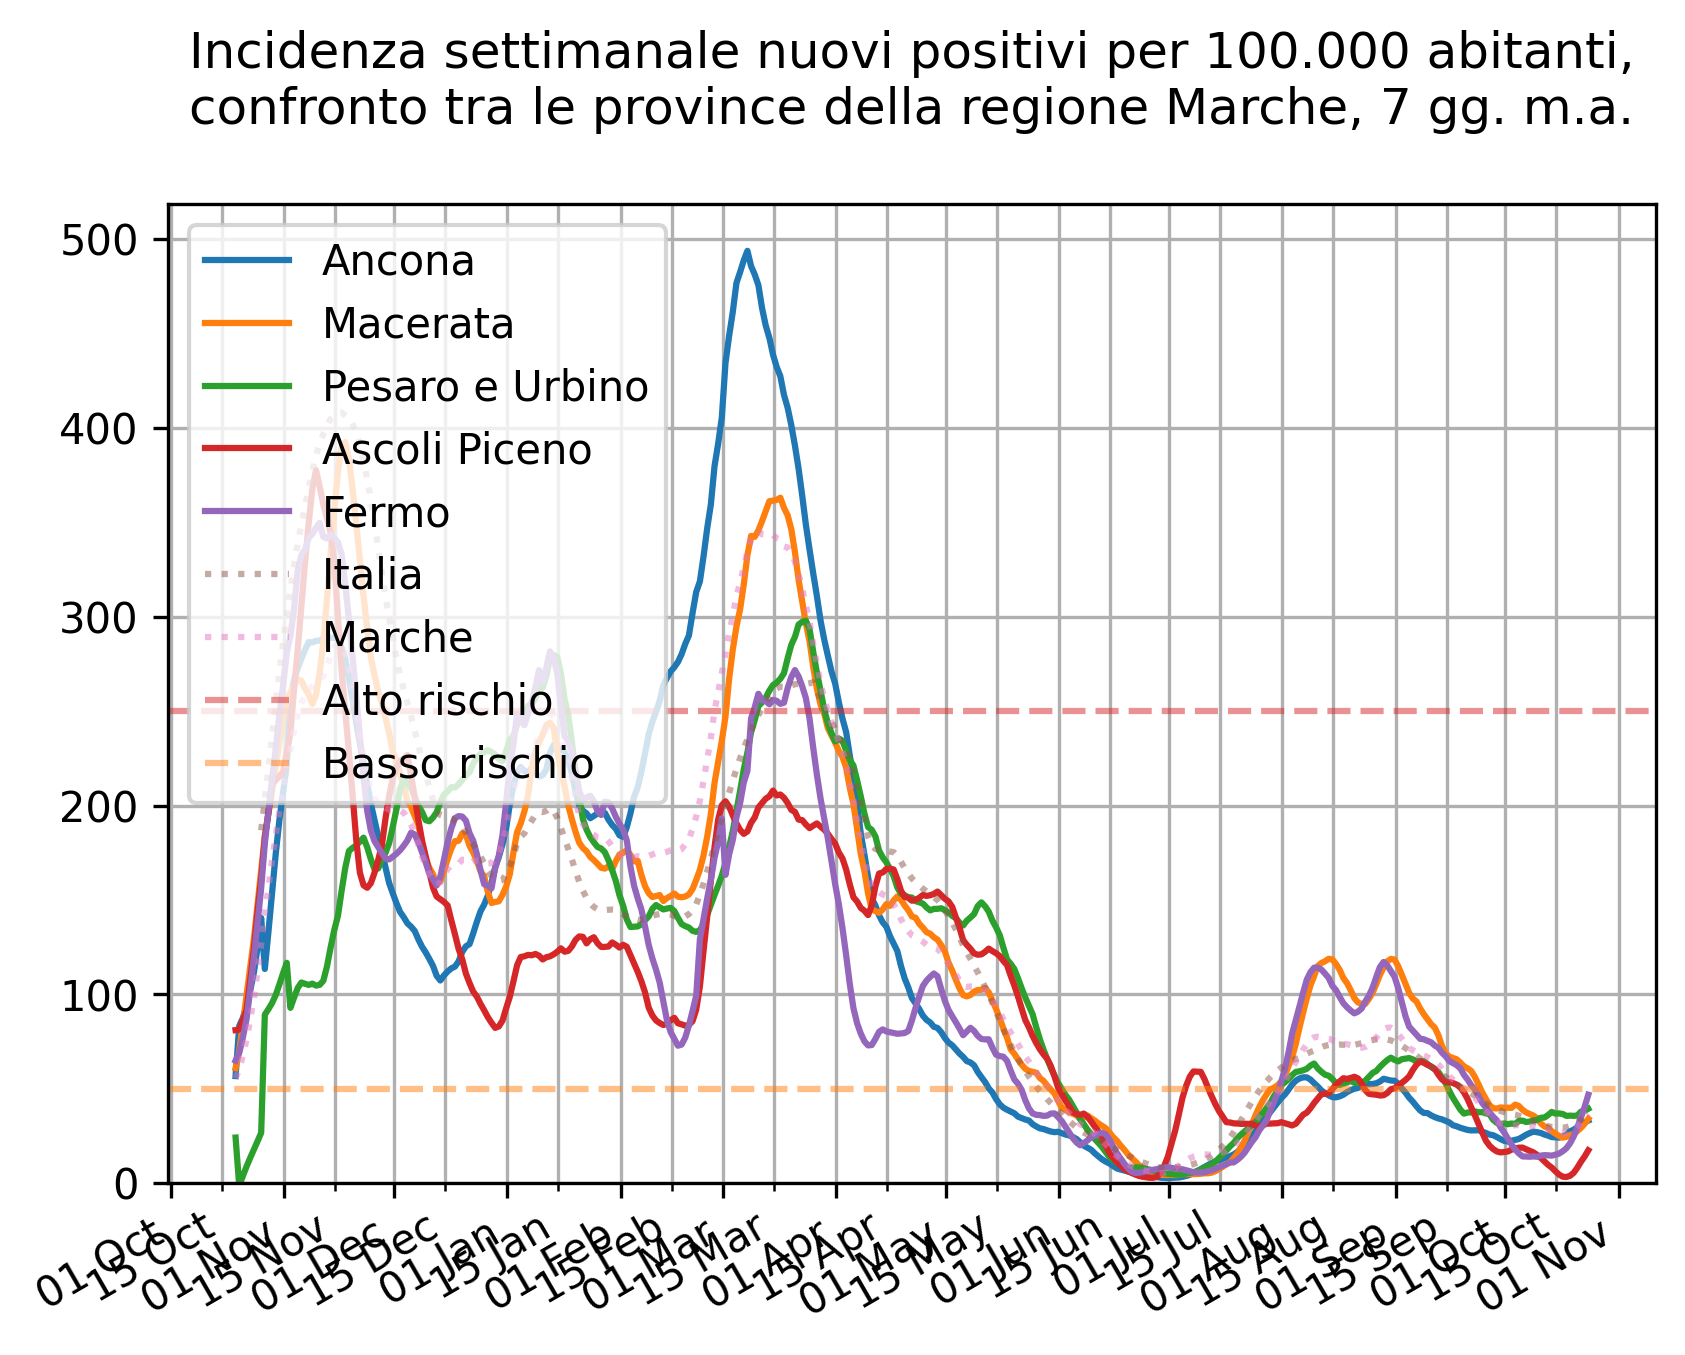 Incidenza settimanale nuovi positivi per 100.000 abitanti,
confronto tra le province della regione Marche, 7 gg. m.a.
500
400
300
200
100
0
Ancona
Macerata
Pesaro e Urbino
Ascoli Piceno
Fermo
Italia
Marche
Alto rischio
Basso rischio
01 Oct
15 Oct
01 Nov
15 Nov
01 Dec
15 Dec
01 Jan
15 Jan
01 Feb
15 Feb
01 Mar
15 Mar
01 Apr
15 Apr
01 May
15 May
01 Jun
15 Jun
01 Jul
15 Jul
01 Aug
15 Aug
01 Sep
15 Sep
01 Oct
15 Oct
01 Nov